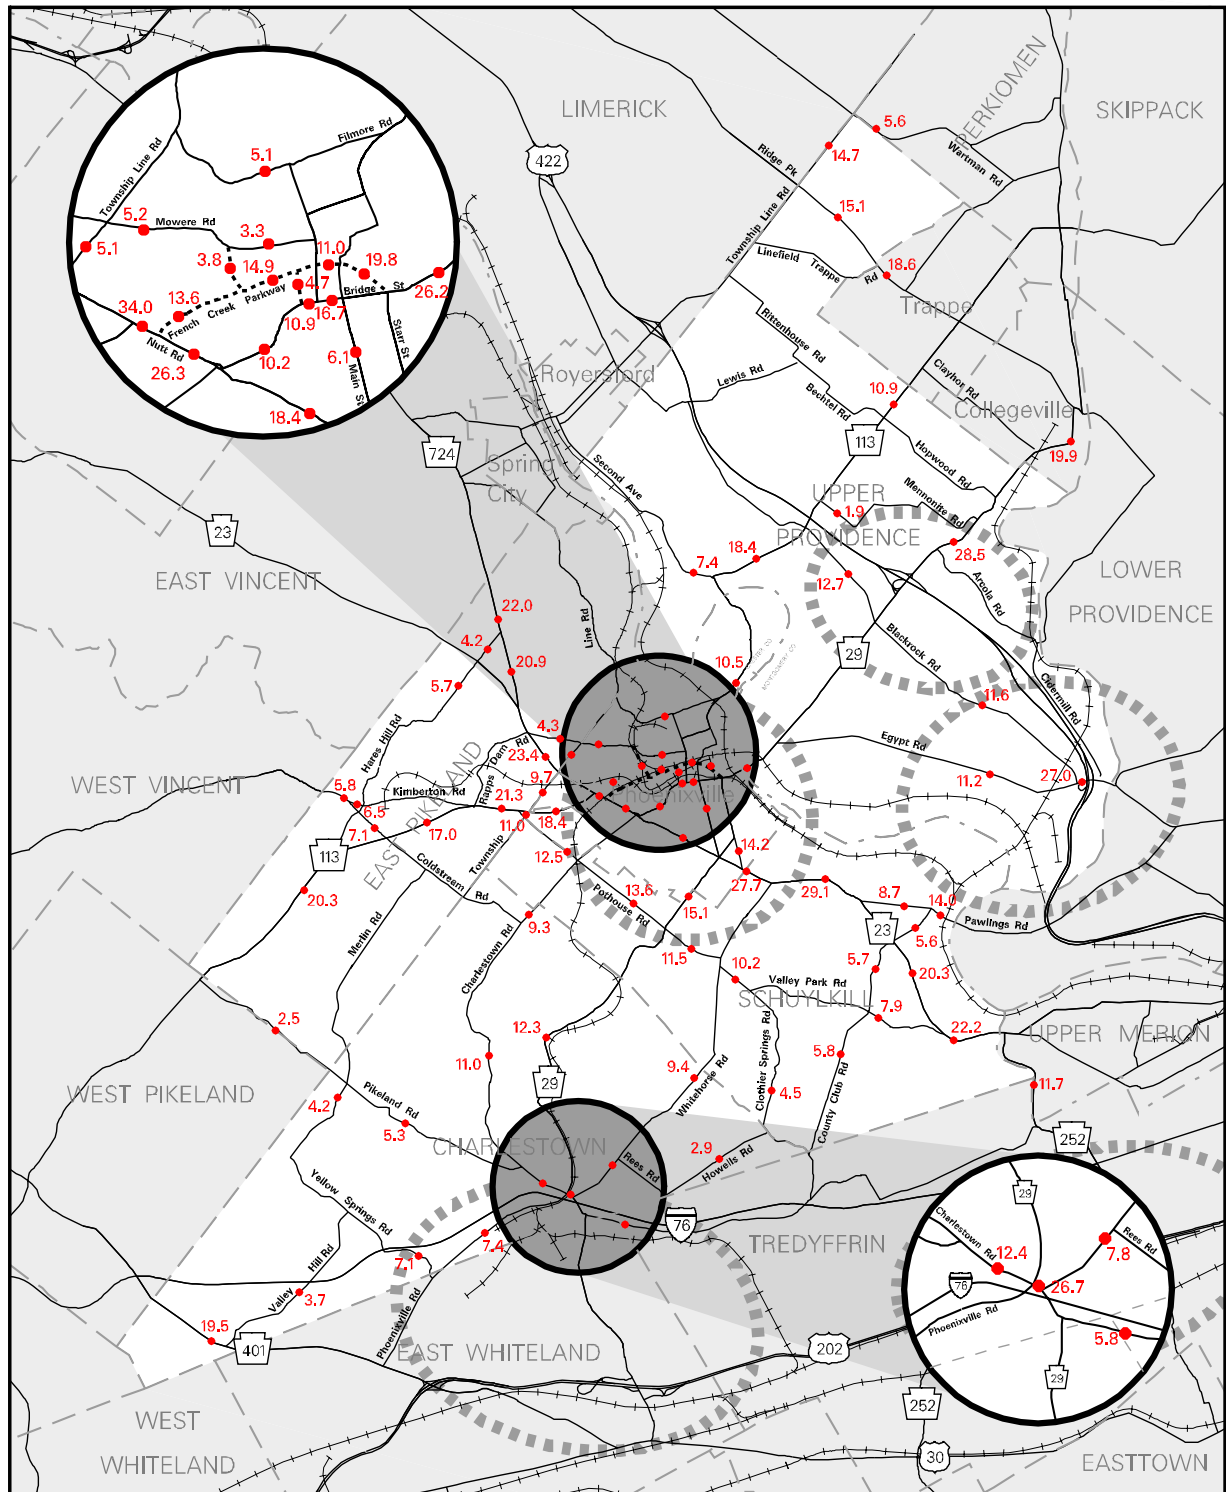 LIMERICK
PERKIOMEN
SKIPPACK
422
5.6
14.7
Wartman Rd
Ridge Pk
Township Line Rd
15.1
Linefield Trappe Rd
18.6
Trappe
Filmore Rd
5.1
Township Line Rd
5.2
Mowere Rd
3.3
5.1
3.8
11.0
19.8
14.9
4.7
Bridge St
26.2
13.6
French Creek Parkway
34.0
10.9
16.7
Starr St
Nutt Rd
26.3
10.2
6.1
Main St
18.4
Rittenhouse Rd
Royersford
Lewis Rd
Bechtel Rd
10.9
Clayhor Rd
Collegeville
113
19.9
724
Spring
City
Second Ave
Hopwood Rd
UPPER
PROVIDENCE
Mennonite Rd
1.9
23
EAST VINCENT
7.4
18.4
12.7
28.5
Arcola Rd
LOWER
PROVIDENCE
22.0
Line Rd
4.2
20.9
29
Blackrock Rd
10.5
MONTGOMERY CO
5.7
11.6
Cidermill Rd
Hares Hill Rd
4.3
Egypt Rd
WEST VINCENT
Rapps Dam Rd
23.4
11.2
27.0
5.8
9.7
Kimberton Rd
21.3
Phoenixville
6.5
EAST PIKELAND
7.1
17.0
11.0
18.4
113
Township
12.5
14.2
Coldstream Rd
27.7
29.1
20.3
Pothouse Rd
13.6
15.1
8.7
14.0
Merlin Rd
9.3
23
Pawlings Rd
5.6
Charlestown Rd
11.5
5.7
10.2
Valley Park Rd
20.3
SCHUYLKILL
7.9
2.5
12.3
22.2
UPPER MERION
11.0
5.8
Clothier Springs Rd
29
9.4
Whitehorse Rd
County Club Rd
11.7
WEST PIKELAND
4.2
Pikeland Rd
4.5
5.3
CHARLESTOWN
252
2.9
Howells Rd
Rees Rd
Yellow Springs Rd
29
76
TREDYFFRIN
Charlestown Rd
12.4
Rees Rd
7.8
7.4
7.1
Valley Hill Rd
76
26.7
3.7
Phoenixville Rd
Phoenixville Rd
5.8
19.5
401
EAST WHITELAND
202
29
252
WEST
WHITELAND
30
EASTTOWN